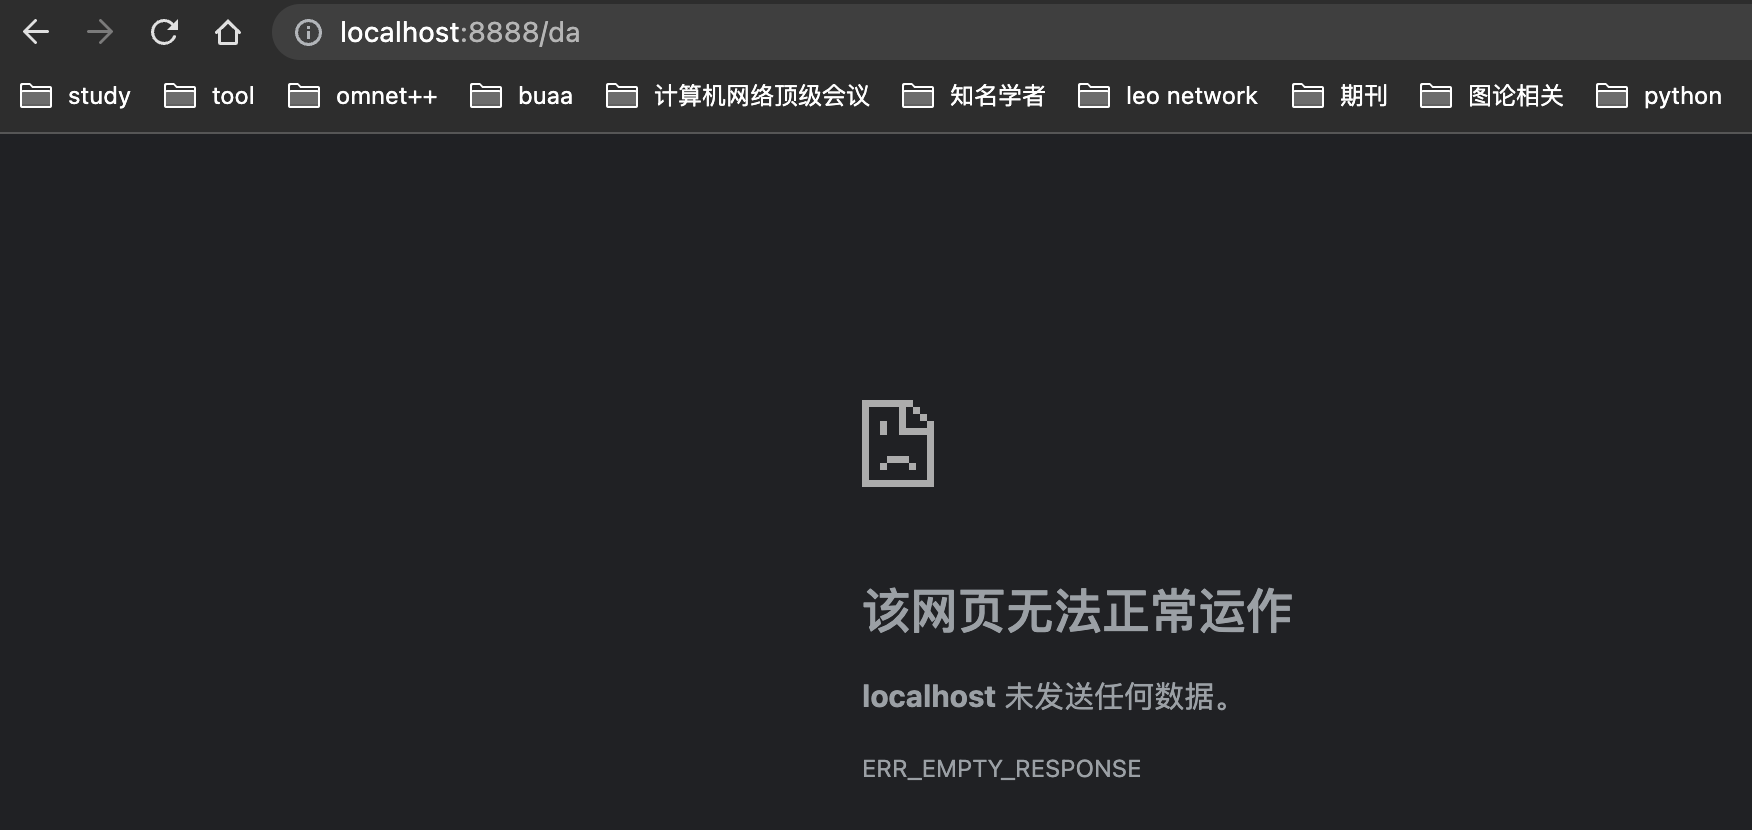 localhost:8888/da
study tool omnet++ buaa 计算机网络顶级会议 知名学者 leo network 期刊 图论相关 python
该网页无法正常运作
localhost 未发送任何数据。
ERR_EMPTY_RESPONSE